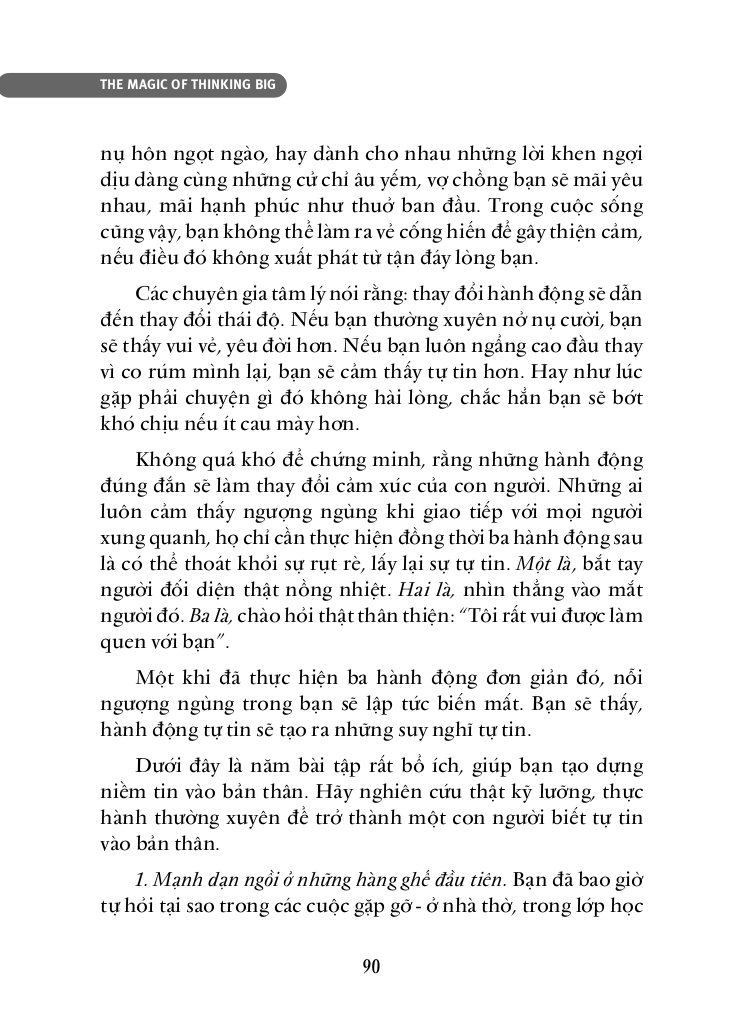 THE MAGIC OF THINKING BIG
nụ hôn ngọt ngào, hay dành cho nhau những lời khen ngợi
dịu dàng cùng những cử chỉ âu yếm, vợ chồng bạn sẽ mãi yêu
nhau, mãi hạnh phúc như thuở ban đầu. Trong cuộc sống
cũng vậy, bạn không thể làm ra vẻ cống hiến để gây thiện cảm,
nếu điều đó không xuất phát từ tận đáy lòng bạn.
Các chuyên gia tâm lý nói rằng: thay đổi hành động sẽ dẫn
đến thay đổi thái độ. Nếu bạn thường xuyên nở nụ cười, bạn
sẽ thấy vui vẻ, yêu đời hơn. Nếu bạn luôn ngẩng cao đầu thay
vì co rúm mình lại, bạn sẽ cảm thấy tự tin hơn. Hay như lúc
gặp phải chuyện gì đó không hài lòng, chắc hẳn bạn sẽ bớt
khó chịu nếu ít cau mày hơn.
Không quá khó để chứng minh, rằng những hành động
đúng đắn sẽ làm thay đổi cảm xúc của con người. Những ai
luôn cảm thấy ngượng ngùng khi giao tiếp với mọi người
xung quanh, họ chỉ cần thực hiện đồng thời ba hành động sau
là có thể thoát khỏi sự rụt rè, lấy lại sự tự tin. Một là, bắt tay
người đối diện thật nồng nhiệt. Hai là, nhìn thẳng vào mắt
người đó. Ba là, chào hỏi thật thân thiện: “Tôi rất vui được làm
quen với bạn”.
Một khi đã thực hiện ba hành động đơn giản đó, nỗi
ngượng ngùng trong bạn sẽ lập tức biến mất. Bạn sẽ thấy,
hành động tự tin sẽ tạo ra những suy nghĩ tự tin.
Dưới đây là năm bài tập rất bổ ích, giúp bạn tạo dựng
niềm tin vào bản thân. Hãy nghiên cứu thật kỹ lưỡng, thực
hành thường xuyên để trở thành một con người biết tự tin
vào bản thân.
1. Mạnh dạn ngồi ở những hàng ghế đầu tiên. Bạn đã bao giờ
tự hỏi tại sao trong các cuộc gặp gỡ - ở nhà thờ, trong lớp học
90